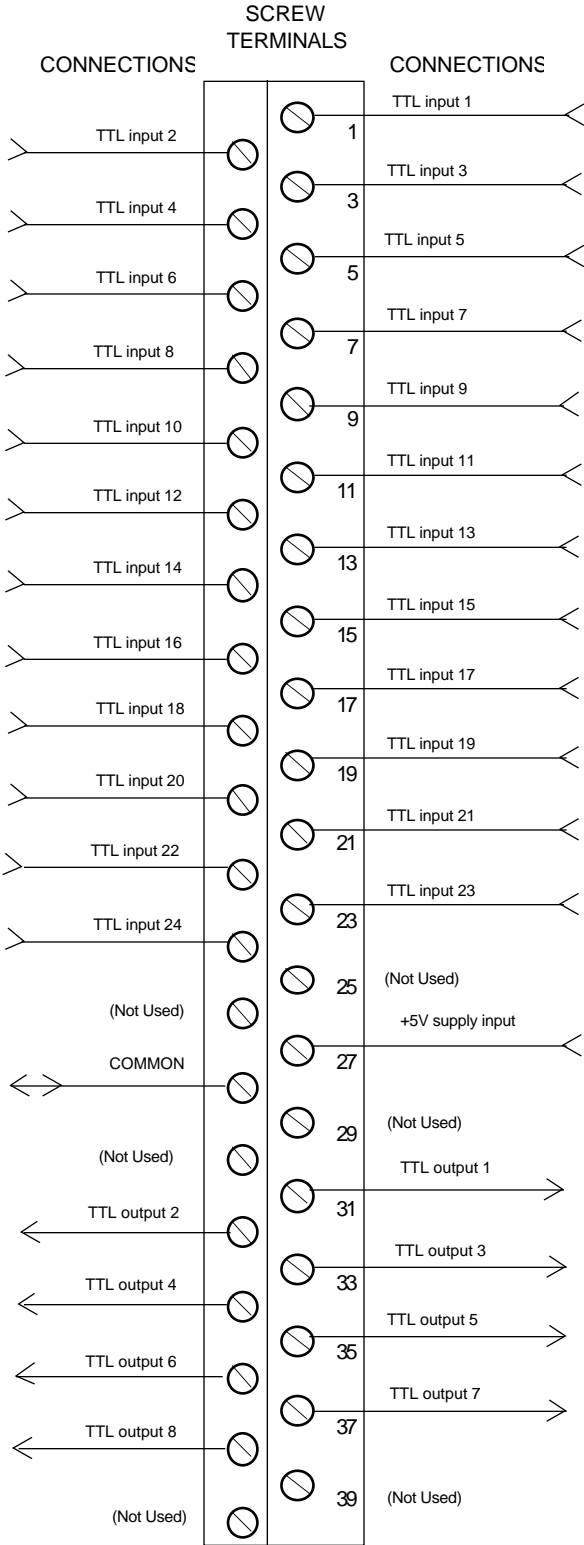 SCREW
TERMINALS
CONNECTIONS CONNECTIONS
TTL input 1
1
TTL input 2
TTL input 3
3
TTL input 4
TTL input 5
5
TTL input 6
TTL input 7
7
TTL input 8
TTL input 9
9
TTL input 10
TTL input 11
11
TTL input 12
TTL input 13
13
TTL input 14
TTL input 15
15
TTL input 16
TTL input 17
17
TTL input 18
TTL input 19
19
TTL input 20
TTL input 21
21
TTL input 22
TTL input 23
23
TTL input 24
25 (Not Used)
(Not Used)
+5V supply input
27
COMMON
29 (Not Used)
(Not Used)
TTL output 1
31
TTL output 2
TTL output 3
33
TTL output 4
TTL output 5
35
TTL output 6
TTL output 7
37
TTL output 8
39 (Not Used)
(Not Used)